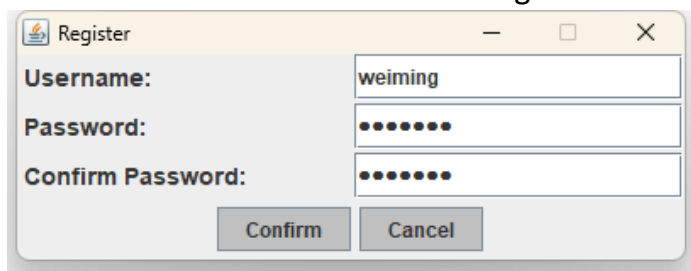 Register
Username: weiming
Password: •••••••
Confirm Password: •••••••
Confirm Cancel